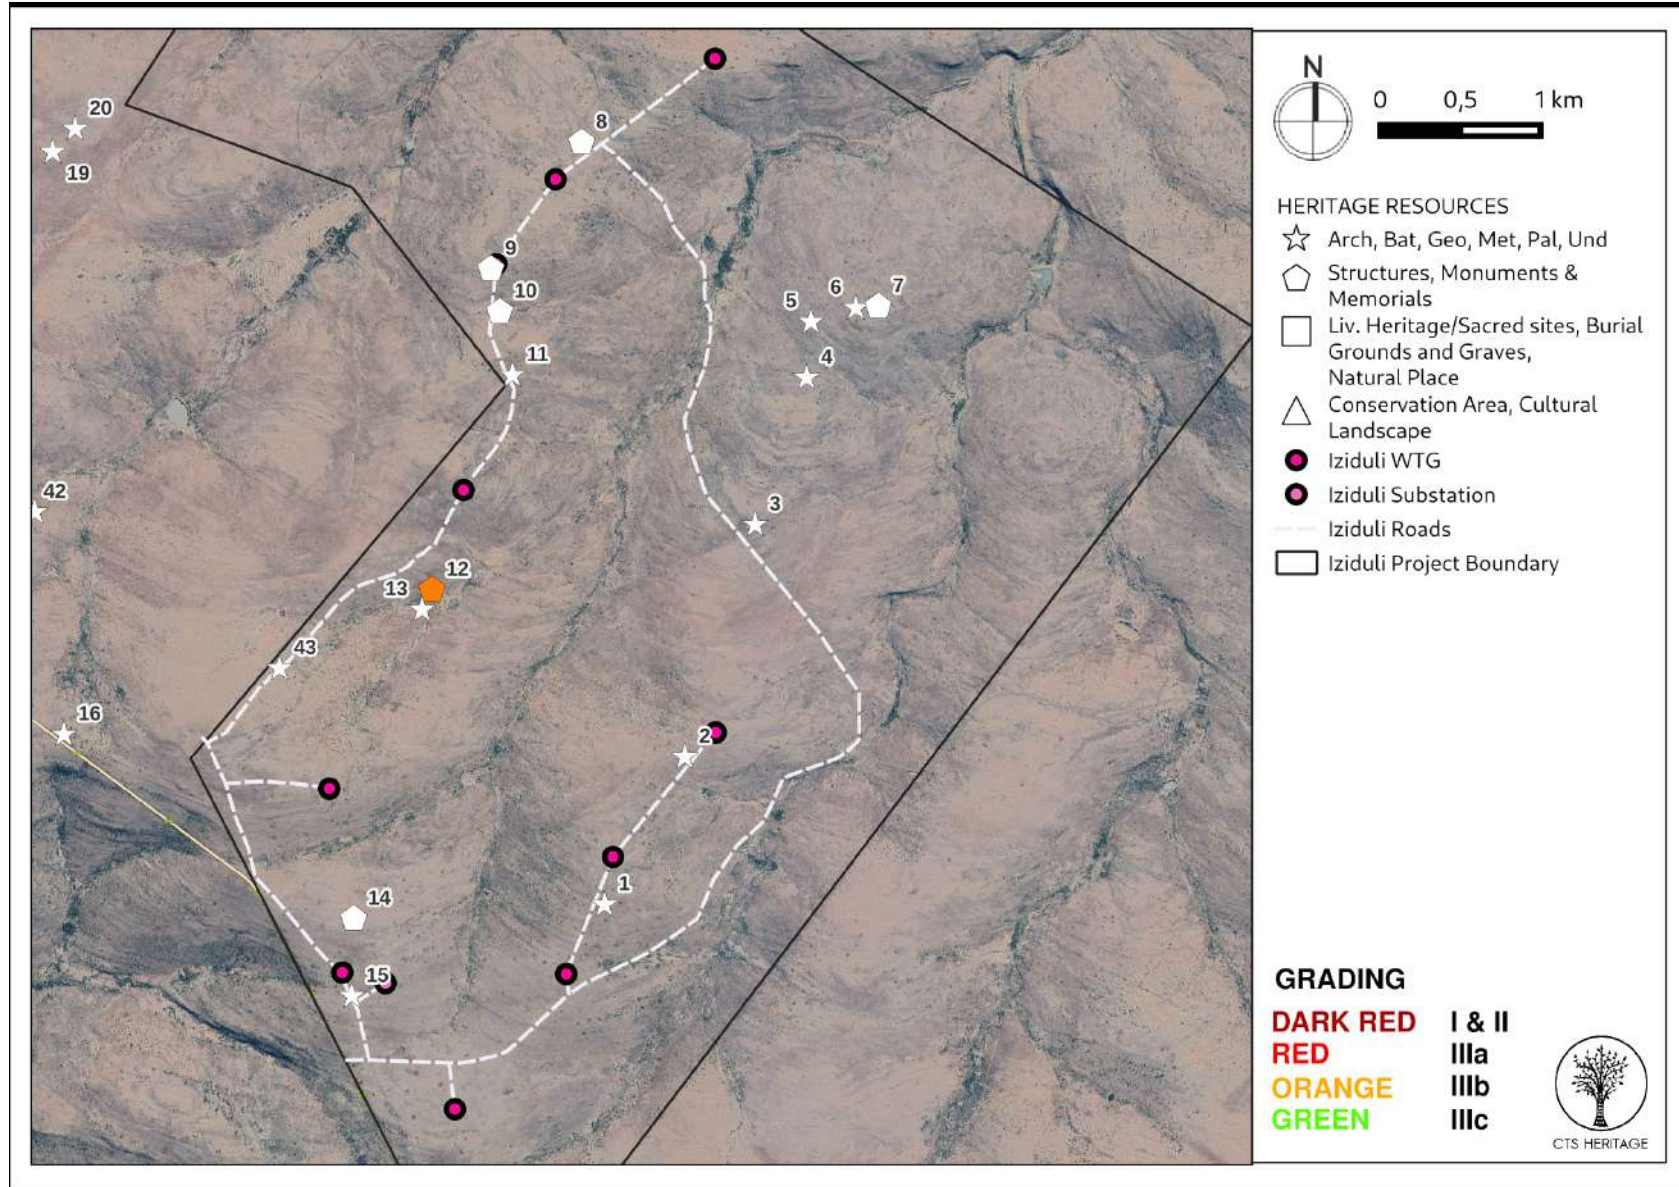 20
19
8
9
10
11
5
6
7
4
42
3
12
13
43
16
2
1
14
15
N
0 0,5 1 km
HERITAGE RESOURCES
Arch, Bat, Geo, Met, Pal, Und
Structures, Monuments &
Memorials
Liv. Heritage/Sacred sites, Burial
Grounds and Graves,
Natural Place
Conservation Area, Cultural
Landscape
Iziduli WTG
Iziduli Substation
Iziduli Roads
Iziduli Project Boundary
GRADING
DARK RED I & II
RED IIIa
ORANGE IIIb
GREEN IIIc
CTS HERITAGE